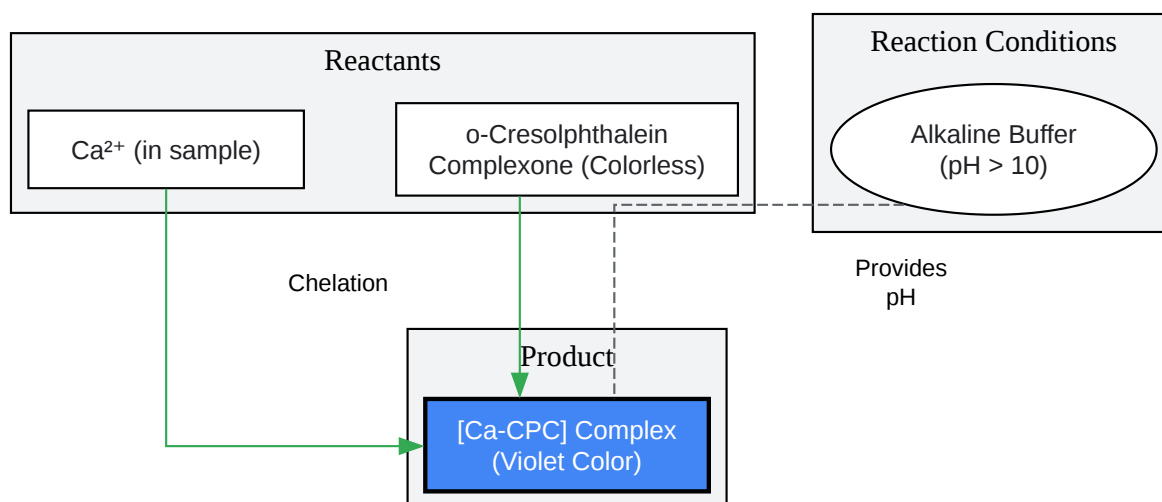 Reactants
Reaction Conditions
Ca²⁺ (in sample)
o-Cresolphthalein
Complexone (Colorless)
Alkaline Buffer
(pH > 10)
Chelation
Provides
pH
Product
[Ca-CPC] Complex
(Violet Color)